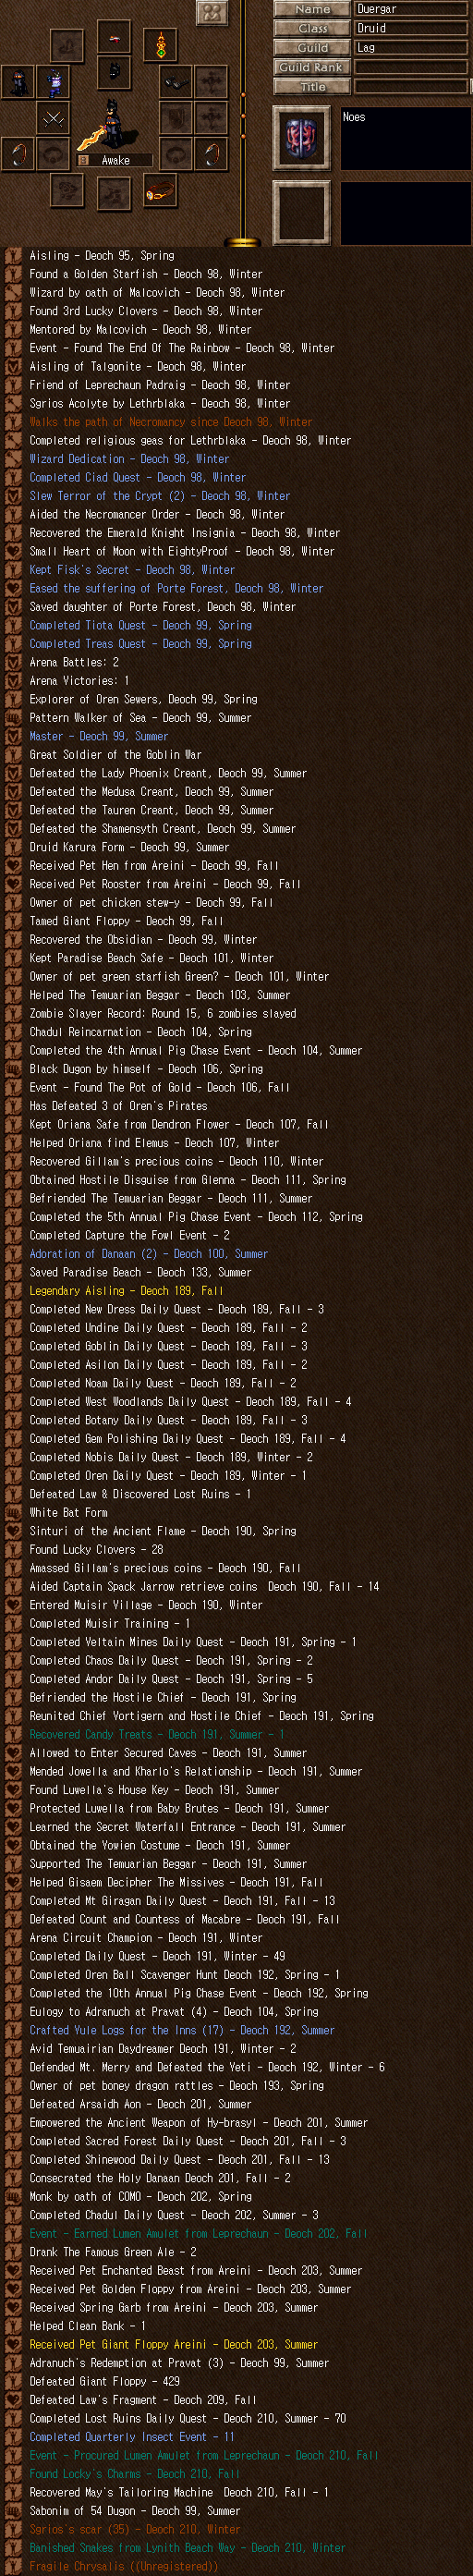 Name Duergar
Class Druid
Guild Lag
Guild Rank
Title
Noes
Awake
Aisling - Deoch 95, Spring
Found a Golden Starfish - Deoch 98, Winter
Wizard by oath of Malcovich - Deoch 98, Winter
Found 3rd Lucky Clovers - Deoch 98, Winter
Mentored by Malcovich - Deoch 98, Winter
Event - Found The End Of The Rainbow - Deoch 98, Winter
Aisling of Talgonite - Deoch 98, Winter
Friend of Leprechaun Padraig - Deoch 98, Winter
Sgrios Acolyte by Lethrblaka - Deoch 98, Winter
Walks the path of Necromancy since Deoch 98, Winter
Completed religious geas for Lethrblaka - Deoch 98, Winter
Wizard Dedication - Deoch 98, Winter
Completed Ciad Quest - Deoch 98, Winter
Slew Terror of the Crypt (2) - Deoch 98, Winter
Aided the Necromancer Order - Deoch 98, Winter
Recovered the Emerald Knight Insignia - Deoch 98, Winter
Small Heart of Moon with EightyProof - Deoch 98, Winter
Kept Fisk's Secret - Deoch 98, Winter
Eased the suffering of Porte Forest, Deoch 98, Winter
Saved daughter of Porte Forest, Deoch 98, Winter
Completed Tiota Quest - Deoch 99, Spring
Completed Treas Quest - Deoch 99, Spring
Arena Battles: 2
Arena Victories: 1
Explorer of Oren Sewers, Deoch 99, Spring
Pattern Walker of Sea - Deoch 99, Summer
Master - Deoch 99, Summer
Great Soldier of the Goblin War
Defeated the Lady Phoenix Creant, Deoch 99, Summer
Defeated the Medusa Creant, Deoch 99, Summer
Defeated the Tauren Creant, Deoch 99, Summer
Defeated the Shamensyth Creant, Deoch 99, Summer
Druid Karura Form - Deoch 99, Summer
Received Pet Hen from Areini - Deoch 99, Fall
Received Pet Rooster from Areini - Deoch 99, Fall
Owner of pet chicken stew-y - Deoch 99, Fall
Tamed Giant Floppy - Deoch 99, Fall
Recovered the Obsidian - Deoch 99, Winter
Kept Paradise Beach Safe - Deoch 101, Winter
Owner of pet green starfish Green? - Deoch 101, Winter
Helped The Temuarian Beggar - Deoch 103, Summer
Zombie Slayer Record: Round 15, 6 zombies slayed
Chadul Reincarnation - Deoch 104, Spring
Completed the 4th Annual Pig Chase Event - Deoch 104, Summer
Black Dugon by himself - Deoch 106, Spring
Event - Found The Pot of Gold - Deoch 106, Fall
Has Defeated 3 of Oren's Pirates
Kept Oriana Safe from Dendron Flower - Deoch 107, Fall
Helped Oriana find Elemus - Deoch 107, Winter
Recovered Gillam's precious coins - Deoch 110, Winter
Obtained Hostile Disguise from Glenna - Deoch 111, Spring
Befriended The Temuarian Beggar - Deoch 111, Summer
Completed the 5th Annual Pig Chase Event - Deoch 112, Spring
Completed Capture the Fowl Event - 2
Adoration of Danaan (2) - Deoch 100, Summer
Saved Paradise Beach - Deoch 133, Summer
Legendary Aisling - Deoch 189, Fall
Completed New Dress Daily Quest - Deoch 189, Fall - 3
Completed Undine Daily Quest - Deoch 189, Fall - 2
Completed Goblin Daily Quest - Deoch 189, Fall - 3
Completed Asilon Daily Quest - Deoch 189, Fall - 2
Completed Noam Daily Quest - Deoch 189, Fall - 2
Completed West Woodlands Daily Quest - Deoch 189, Fall - 4
Completed Botany Daily Quest - Deoch 189, Fall - 3
Completed Gem Polishing Daily Quest - Deoch 189, Fall - 4
Completed Nobis Daily Quest - Deoch 189, Winter - 2
Completed Oren Daily Quest - Deoch 189, Winter - 1
Defeated Law & Discovered Lost Ruins - 1
White Bat Form
Sinturi of the Ancient Flame - Deoch 190, Spring
Found Lucky Clovers - 28
Amassed Gillam's precious coins - Deoch 190, Fall
Aided Captain Spack Jarrow retrieve coins  Deoch 190, Fall - 14
Entered Muisir Village - Deoch 190, Winter
Completed Muisir Training - 1
Completed Veltain Mines Daily Quest - Deoch 191, Spring - 1
Completed Chaos Daily Quest - Deoch 191, Spring - 2
Completed Andor Daily Quest - Deoch 191, Spring - 5
Befriended the Hostile Chief - Deoch 191, Spring
Reunited Chief Vortigern and Hostile Chief - Deoch 191, Spring
Recovered Candy Treats - Deoch 191, Summer - 1
Allowed to Enter Secured Caves - Deoch 191, Summer
Mended Jowella and Kharlo's Relationship - Deoch 191, Summer
Found Luwella's House Key - Deoch 191, Summer
Protected Luwella from Baby Brutes - Deoch 191, Summer
Learned the Secret Waterfall Entrance - Deoch 191, Summer
Obtained the Yowien Costume - Deoch 191, Summer
Supported The Temuarian Beggar - Deoch 191, Summer
Helped Gisaem Decipher The Missives - Deoch 191, Fall
Completed Mt Giragan Daily Quest - Deoch 191, Fall - 13
Defeated Count and Countess of Macabre - Deoch 191, Fall
Arena Circuit Champion - Deoch 191, Winter
Completed Daily Quest - Deoch 191, Winter - 49
Completed Oren Ball Scavenger Hunt Deoch 192, Spring - 1
Completed the 10th Annual Pig Chase Event - Deoch 192, Spring
Eulogy to Adranuch at Pravat (4) - Deoch 104, Spring
Crafted Yule Logs for the Inns (17) - Deoch 192, Summer
Avid Temuairian Daydreamer Deoch 191, Winter - 2
Defended Mt. Merry and Defeated the Yeti - Deoch 192, Winter - 6
Owner of pet boney dragon rattles - Deoch 193, Spring
Defeated Arsaidh Aon - Deoch 201, Summer
Empowered the Ancient Weapon of Hy-brasyl - Deoch 201, Summer
Completed Sacred Forest Daily Quest - Deoch 201, Fall - 3
Completed Shinewood Daily Quest - Deoch 201, Fall - 13
Consecrated the Holy Danaan Deoch 201, Fall - 2
Monk by oath of COMO - Deoch 202, Spring
Completed Chadul Daily Quest - Deoch 202, Summer - 3
Event - Earned Lumen Amulet from Leprechaun - Deoch 202, Fall
Drank The Famous Green Ale - 2
Received Pet Enchanted Beast from Areini - Deoch 203, Summer
Received Pet Golden Floppy from Areini - Deoch 203, Summer
Received Spring Garb from Areini - Deoch 203, Summer
Helped Clean Bank - 1
Received Pet Giant Floppy Areini - Deoch 203, Summer
Adranuch's Redemption at Pravat (3) - Deoch 99, Summer
Defeated Giant Floppy - 429
Defeated Law's Fragment - Deoch 209, Fall
Completed Lost Ruins Daily Quest - Deoch 210, Summer - 70
Completed Quarterly Insect Event - 11
Event - Procured Lumen Amulet from Leprechaun - Deoch 210, Fall
Found Locky's Charms - Deoch 210, Fall
Recovered May's Tailoring Machine  Deoch 210, Fall - 1
Sabonim of 54 Dugon - Deoch 99, Summer
Sgrios's scar (35) - Deoch 210, Winter
Banished Snakes from Lynith Beach Way - Deoch 210, Winter
Fragile Chrysalis ((Unregistered))